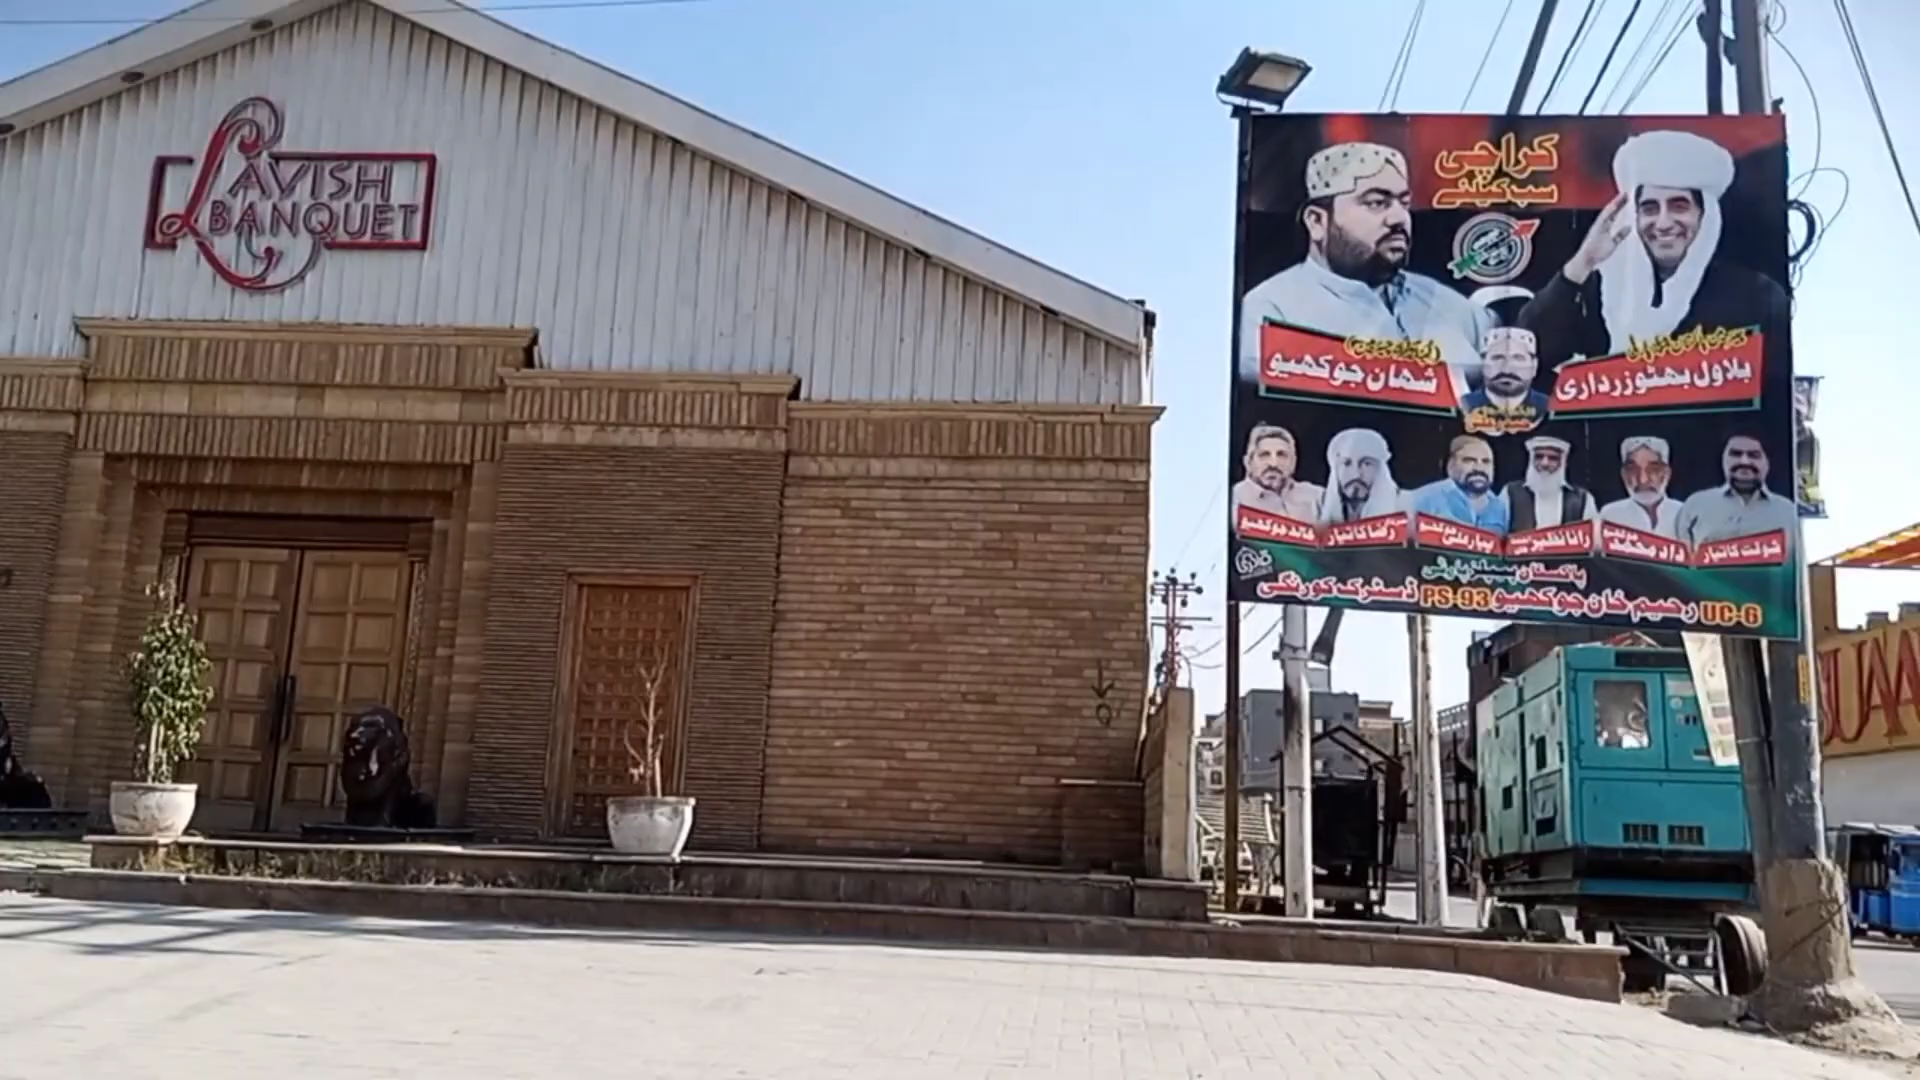 LAVISH
BANQUET
کراچی
سب کیلئے
شهان جوکھیو
بلاول بھٹو زرداری
خالد جوکھیو
رضا کاتیار
رانا نظیر
داد محمد
شوکت کاتیار
پاکستان پیپلز پارٹی
UC-6 رحیم خان جوکھیو PS-93 ڈسٹرکٹ کورنگی